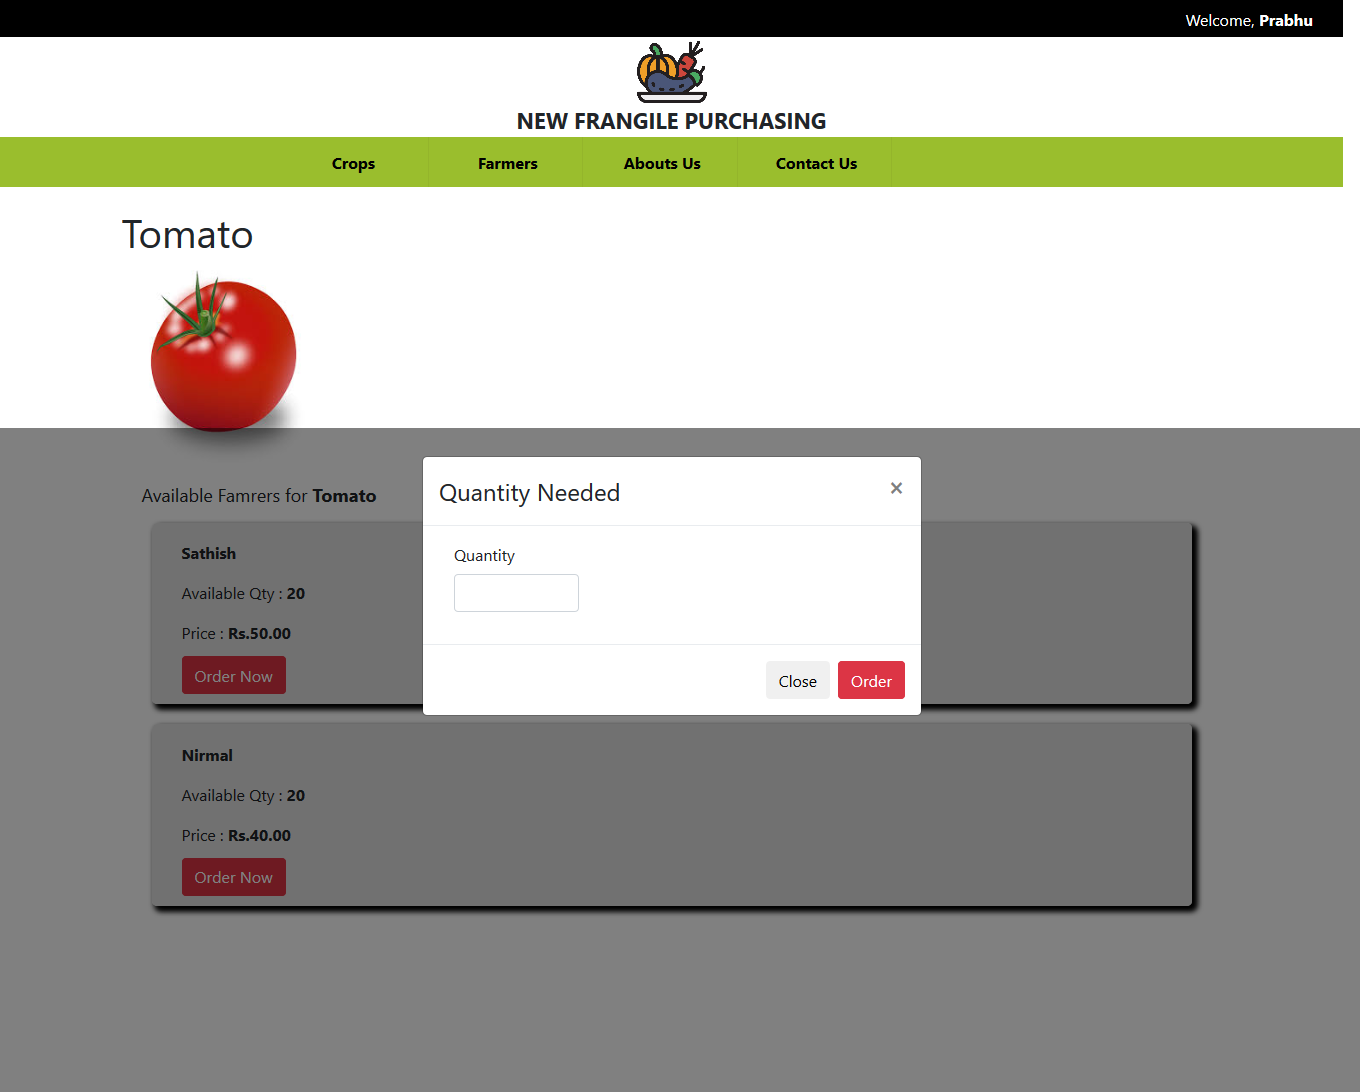 Welcome, Prabhu
NEW FRANGILE PURCHASING
Crops Farmers Abouts Us Contact Us
Tomato
Available Famrers for Tomato
Sathish
Available Qty : 20
Price : Rs.50.00
Order Now
Quantity Needed ×
Quantity
Close Order
Nirmal
Available Qty : 20
Price : Rs.40.00
Order Now